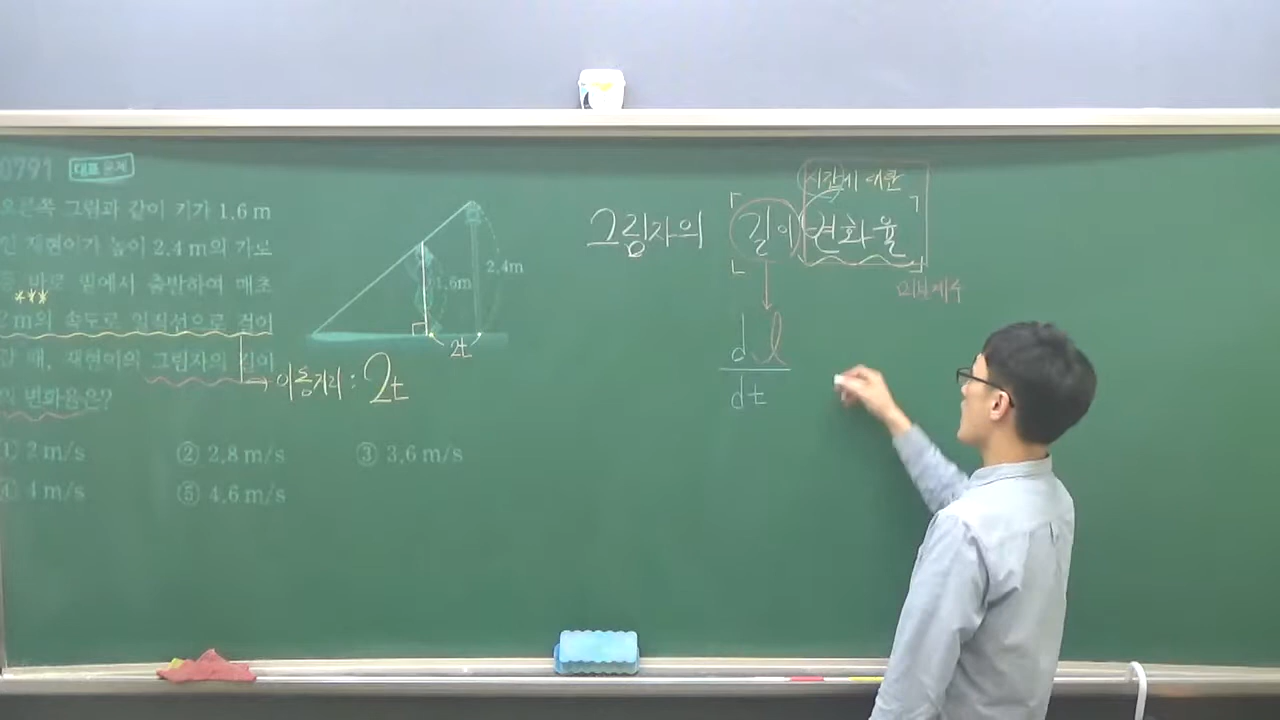 0791 대표 문제
오른쪽 그림과 같이 키가 1.6 m
인 재현이가 높이 2.4 m의 가로
등 바로 밑에서 출발하여 매초
***
2 m의 속도로 일직선으로 걸어
갈 때, 재현이의 그림자의 길이
의 변화율은?
→ 이동거리 : 2t
① 2 m/s
② 2.8 m/s
③ 3.6 m/s
④ 4 m/s
⑤ 4.6 m/s
1.6m
2.4m
2t
시간에 대한
그림자의 「길이 변화율」
미분계수
dl
dt